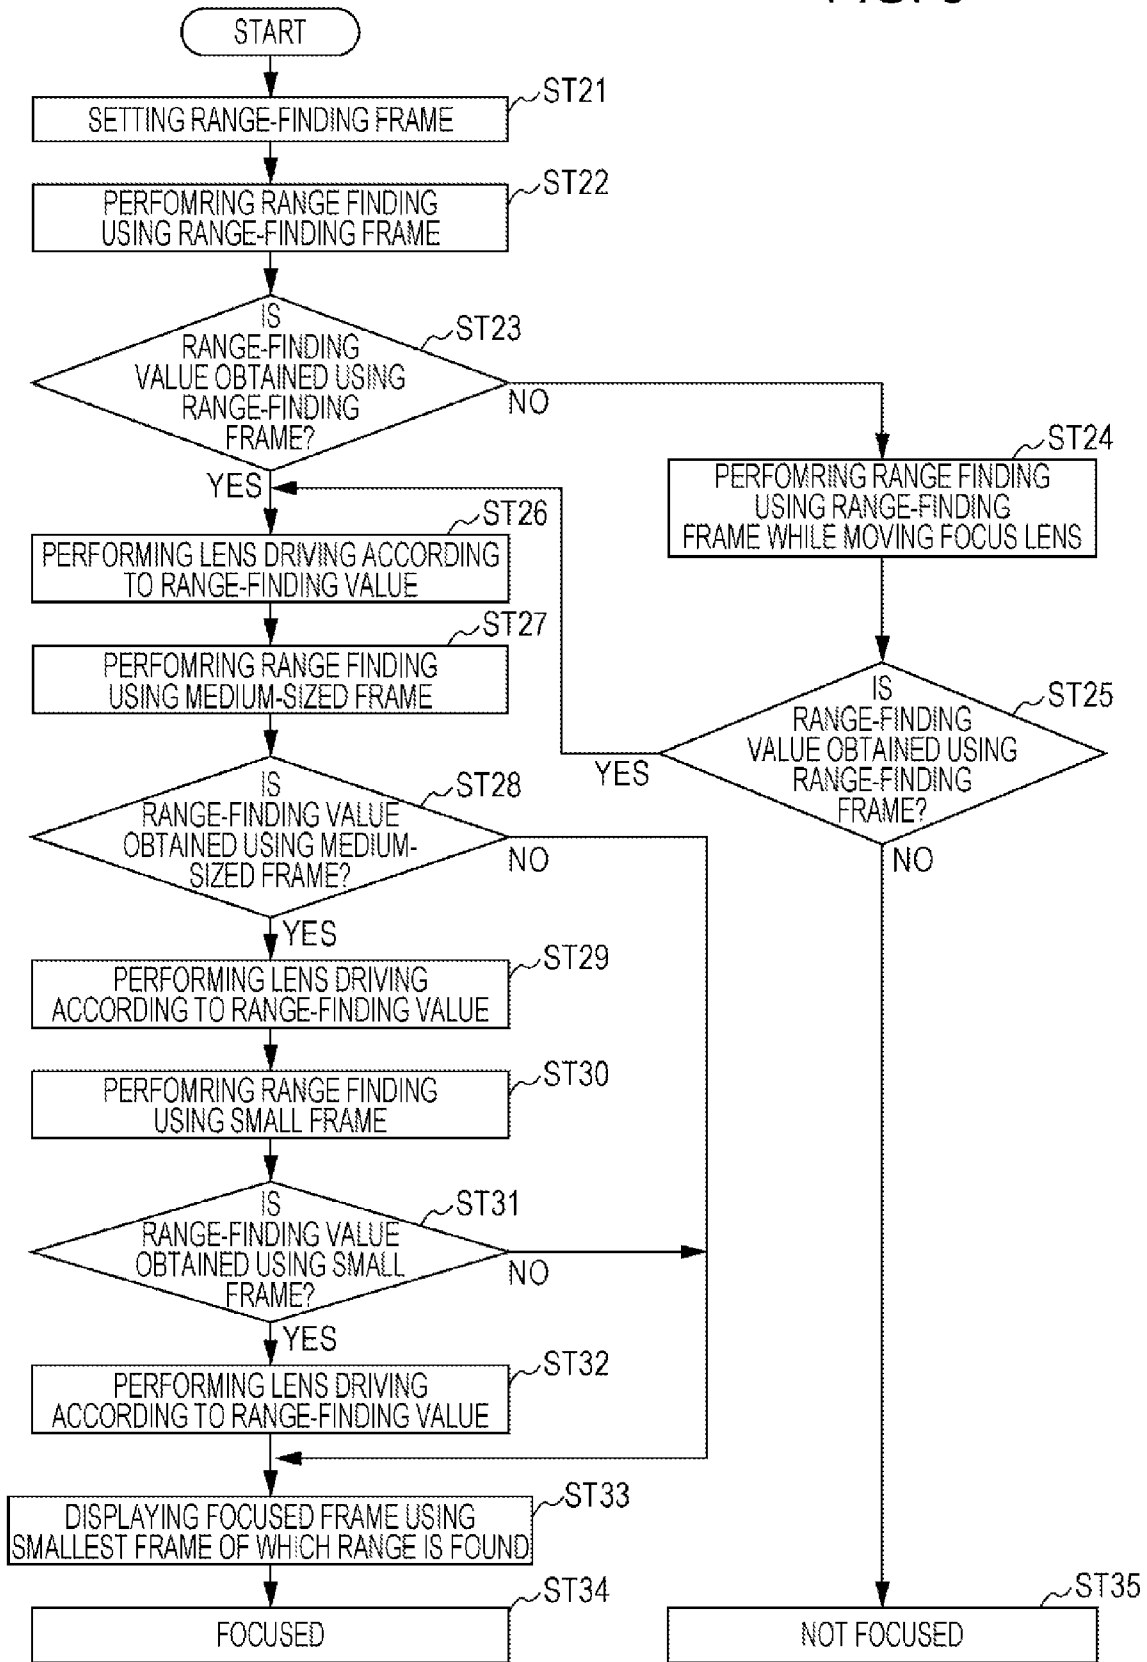 START
ST21
SETTING RANGE-FINDING FRAME
ST22
PERFOMRING RANGE FINDING
USING RANGE-FINDING FRAME
ST23
IS
RANGE-FINDING
VALUE OBTAINED USING
RANGE-FINDING
FRAME?
NO
YES
ST24
PERFOMRING RANGE FINDING
USING RANGE-FINDING
FRAME WHILE MOVING FOCUS LENS
ST25
IS
RANGE-FINDING
VALUE OBTAINED USING
RANGE-FINDING
FRAME?
YES
NO
ST26
PERFORMING LENS DRIVING ACCORDING
TO RANGE-FINDING VALUE
ST27
PERFOMRING RANGE FINDING
USING MEDIUM-SIZED FRAME
ST28
IS
RANGE-FINDING VALUE
OBTAINED USING MEDIUM-
SIZED FRAME?
NO
YES
ST29
PERFORMING LENS DRIVING
ACCORDING TO RANGE-FINDING VALUE
ST30
PERFOMRING RANGE FINDING
USING SMALL FRAME
ST31
IS
RANGE-FINDING VALUE
OBTAINED USING SMALL
FRAME?
NO
YES
ST32
PERFORMING LENS DRIVING
ACCORDING TO RANGE-FINDING VALUE
ST33
DISPLAYING FOCUSED FRAME USING
SMALLEST FRAME OF WHICH RANGE IS FOUND
ST34
FOCUSED
ST35
NOT FOCUSED